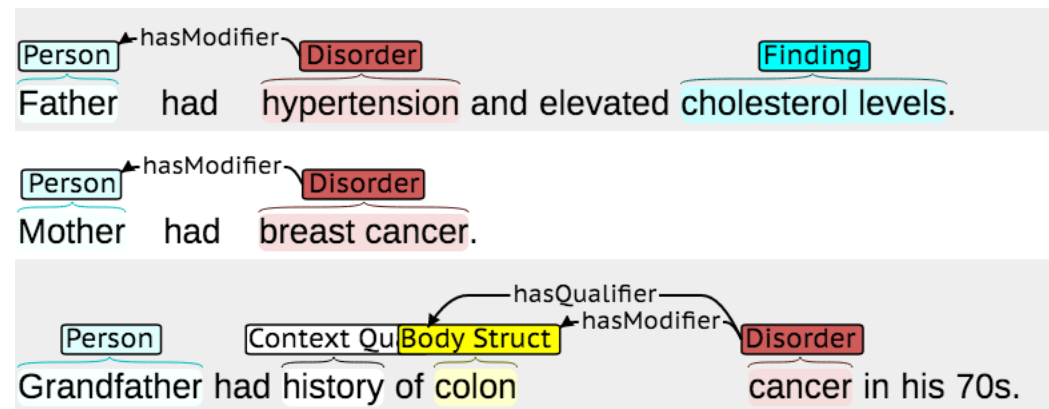 hasModifier
Person Disorder Finding
Father had hypertension and elevated cholesterol levels.
hasModifier
Person Disorder
Mother had breast cancer.
hasQualifier
hasModifier
Person Context Qu Body Struct Disorder
Grandfather had history of colon cancer in his 70s.